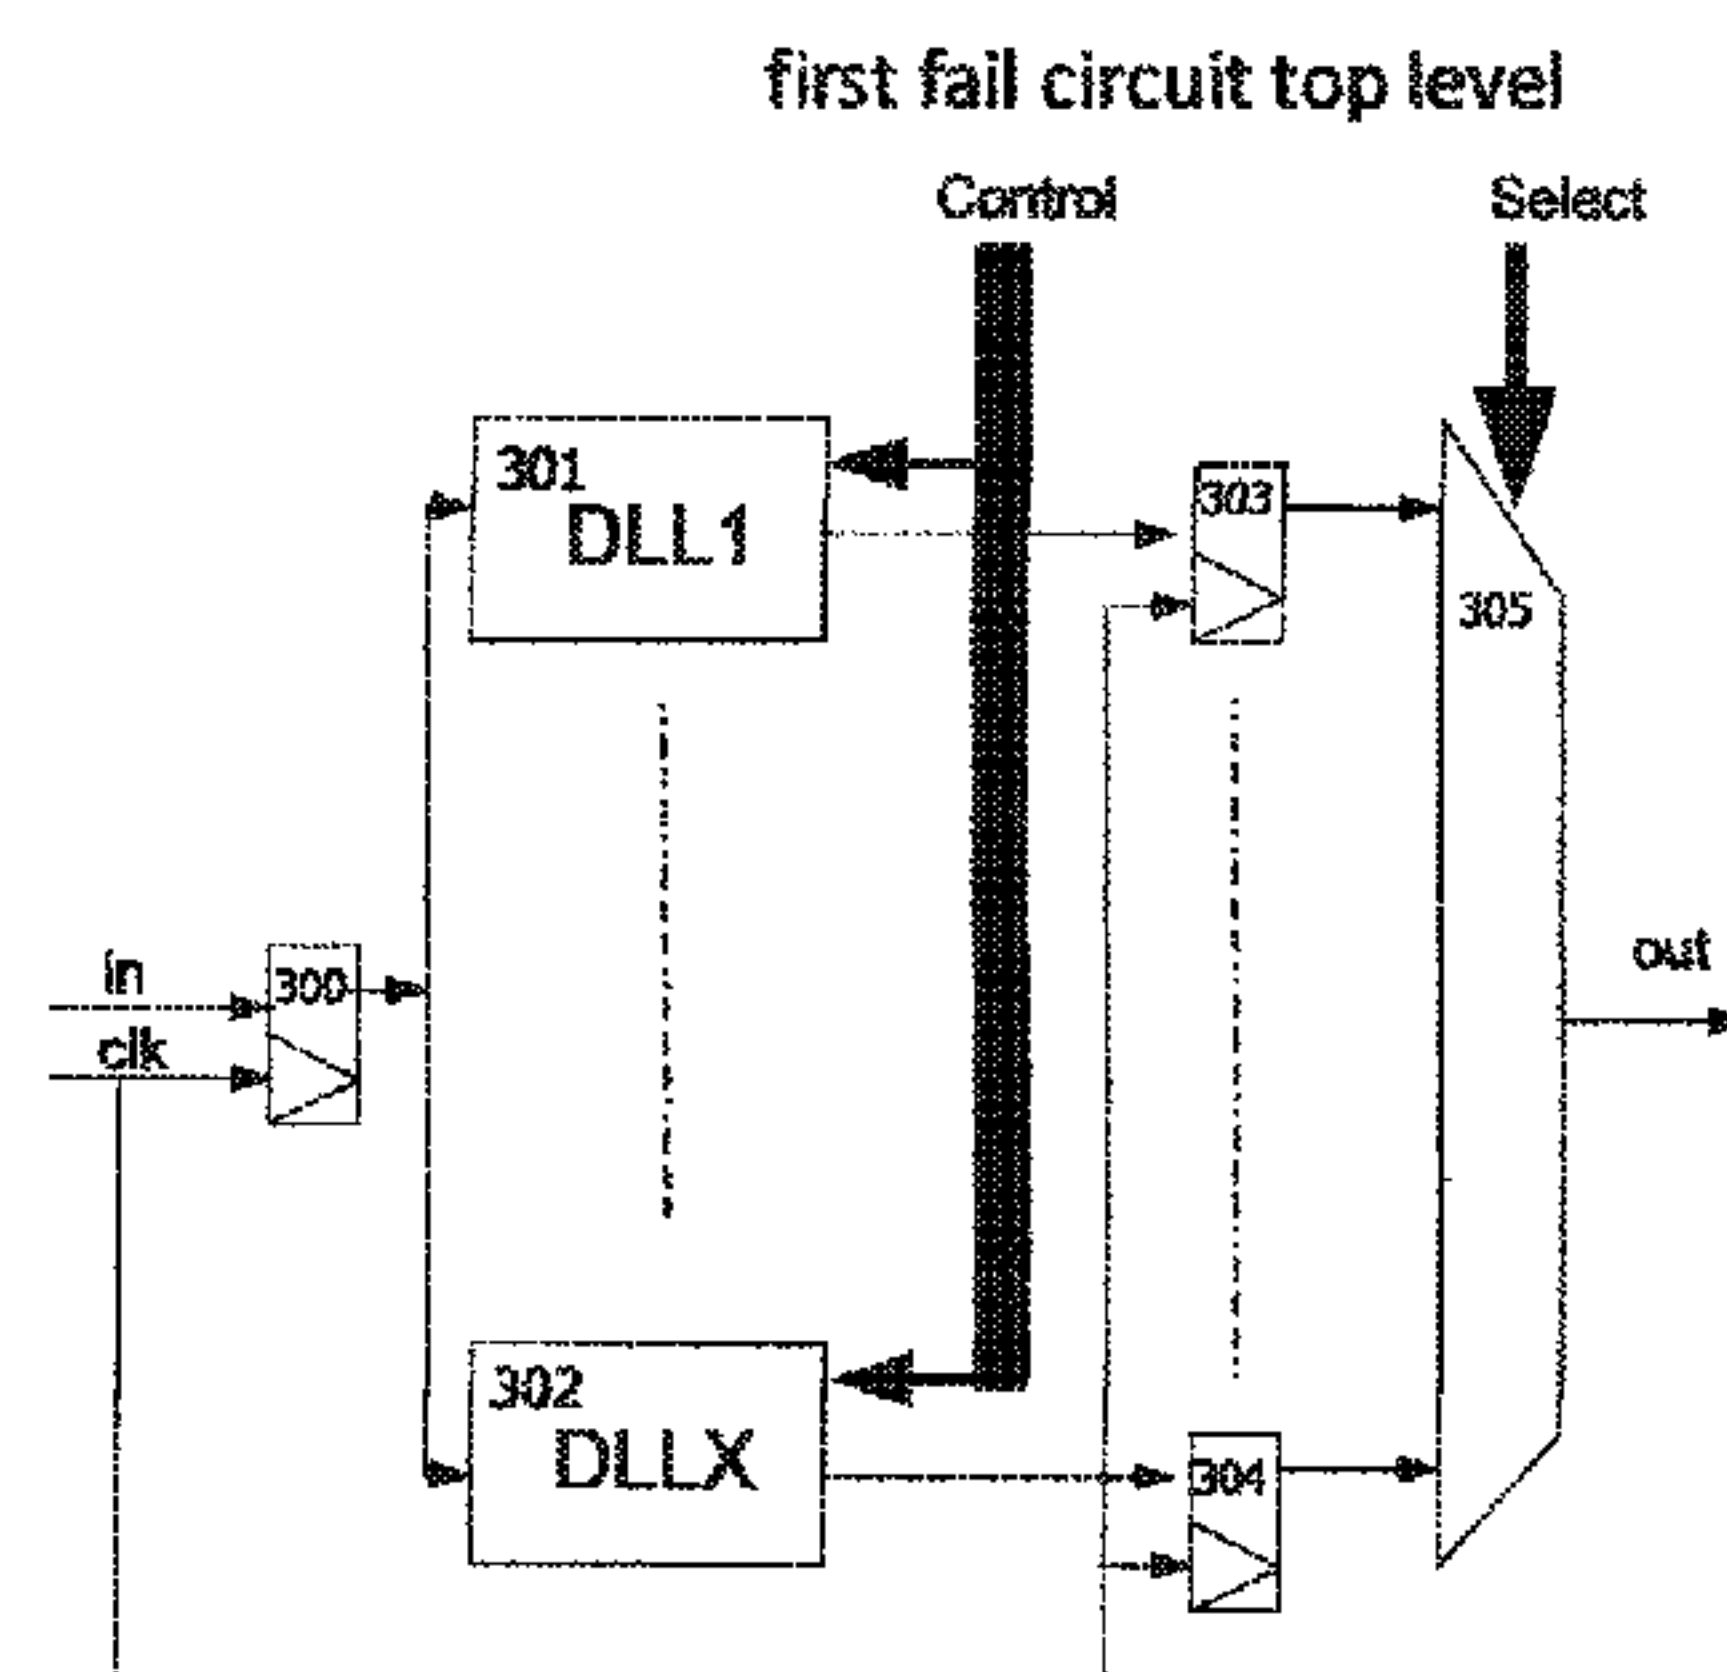 first fail circuit top level
Control
Select
301
DLL1
303
305
in
300
clk
out
302
DLLX
304